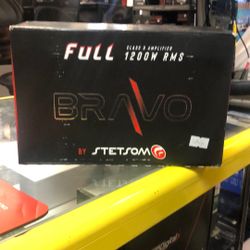 FULL
CLASS D AMPLIFIER
1200W RMS
BRAVO
BY STETSOM